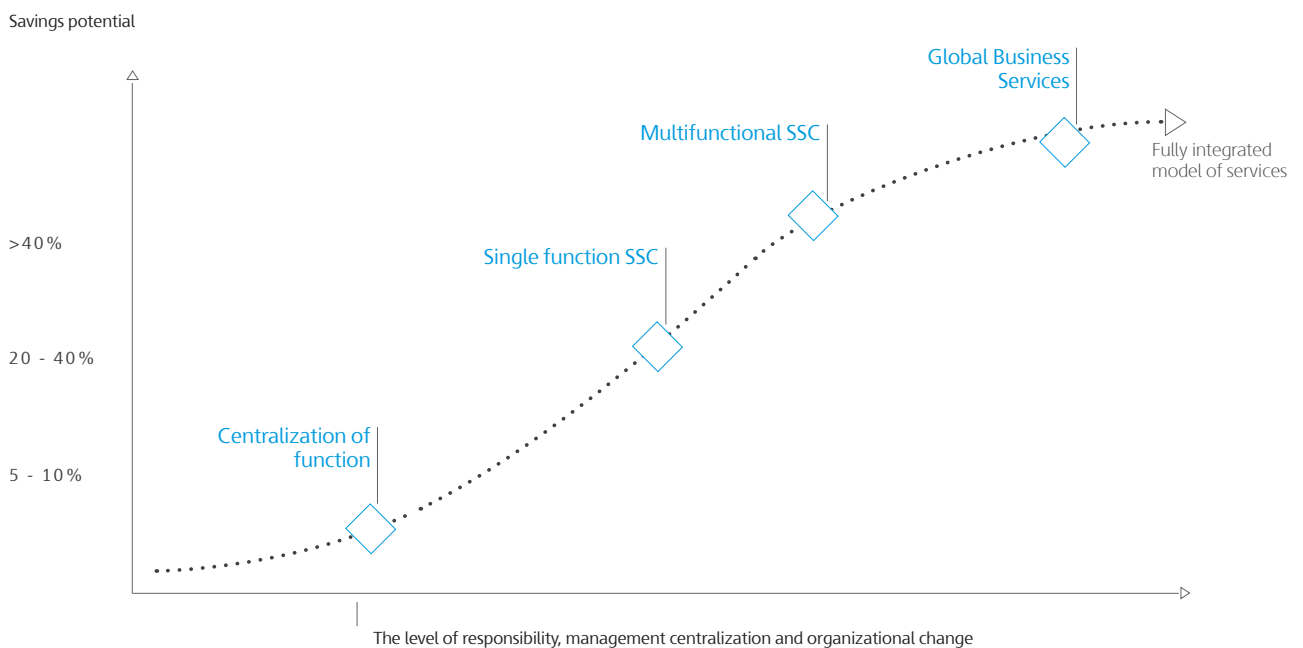 Savings potential
Global Business
Services
Multifunctional SSC
Fully integrated
model of services
>40%
Single function SSC
20 - 40%
Centralization of
function
5 - 10%
The level of responsibility, management centralization and organizational change